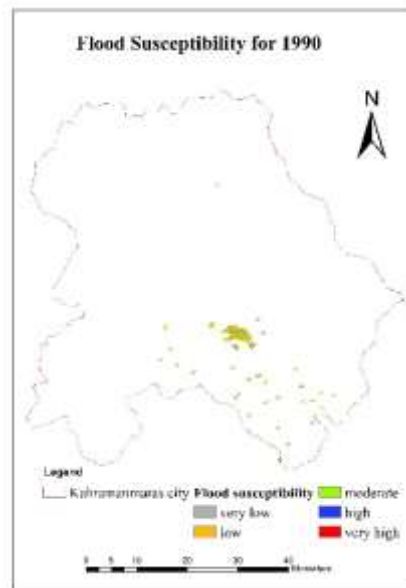 Flood Susceptibility for 1990
N
Legend
Kahramanmaras city Flood susceptibility moderate
very low high
low very high
0 5 10 20 30 40